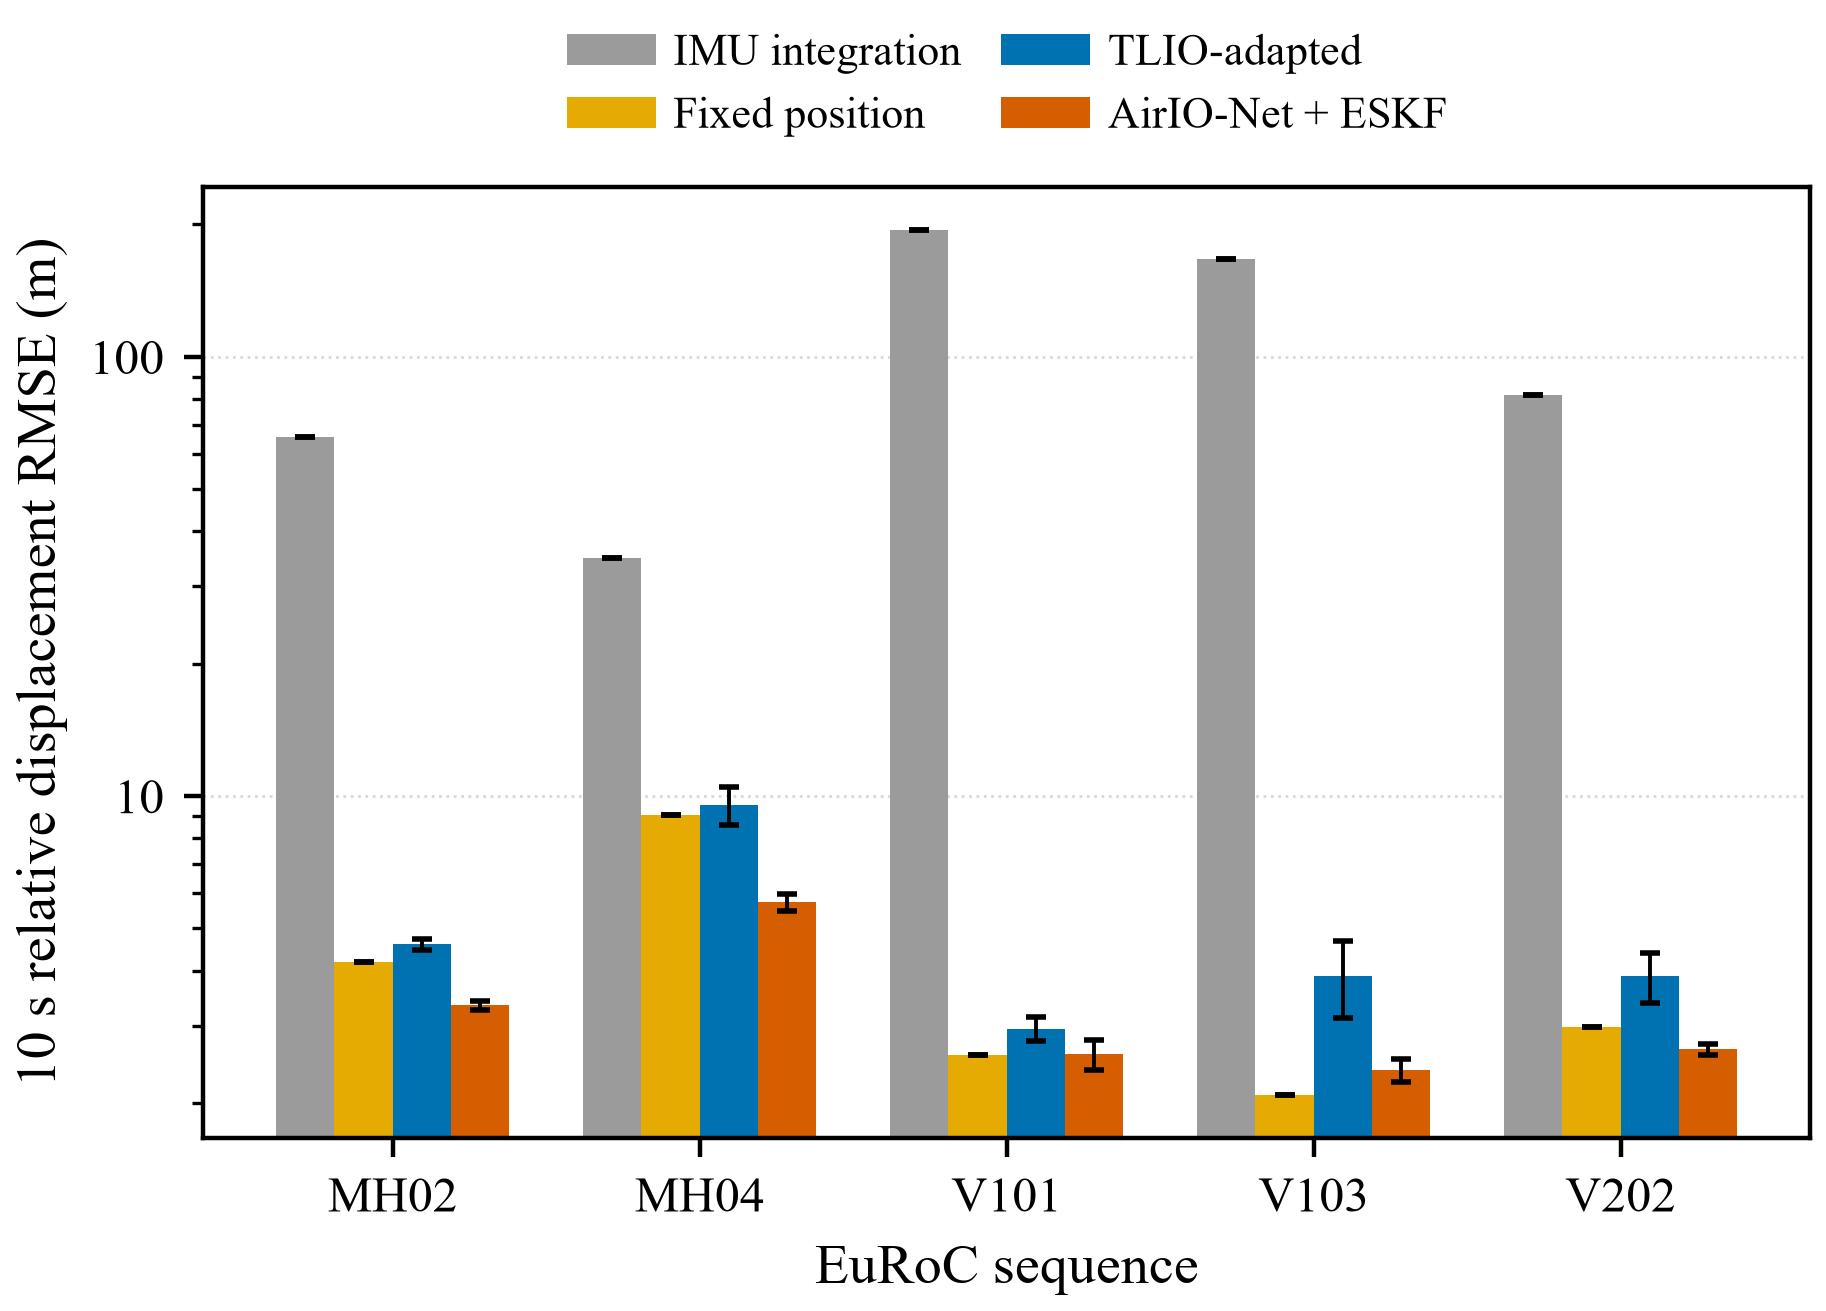 IMU integration
Fixed position
TLIO-adapted
AirIO-Net + ESKF
10 s relative displacement RMSE (m)
100
10
MH02
MH04
V101
V103
V202
EuRoC sequence